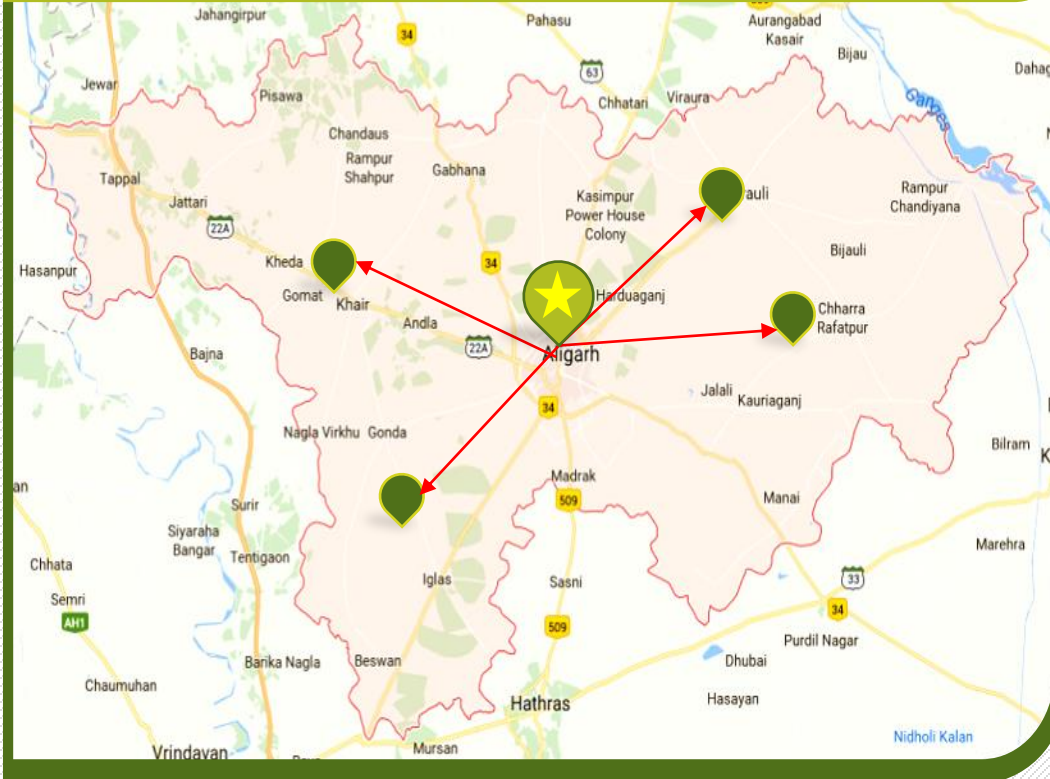 Jahangirpur
Pahasu
Aurangabad
Kasair
34
Bijau
63
Dahag
Jewar
Pisawa
Chhatari
Viraura
Ganges
Chandaus
Rampur
Shahpur
Gabhana
Tappal
Jattari
Kasimpur
Power House
Colony
rauli
Rampur
Chandiyana
22A
Bijauli
Hasanpur
Kheda
34
Gomat
Khair
Harduaganj
Chharra
Rafatpur
Andla
22A
Aligarh
Bajna
Jalali
Kauriaganj
34
Nagla Virkhu
Gonda
Bilram
K
Madrak
an
509
Manai
Surir
Siyaraha
Bangar
Tentigaon
Marehra
Chhata
Iglas
Sasni
33
Semri
34
AH1
509
Purdil Nagar
Barika Nagla
Beswan
Dhubai
Chaumuhan
Hathras
Hasayan
Nidholi Kalan
Vrindavan
Mursan